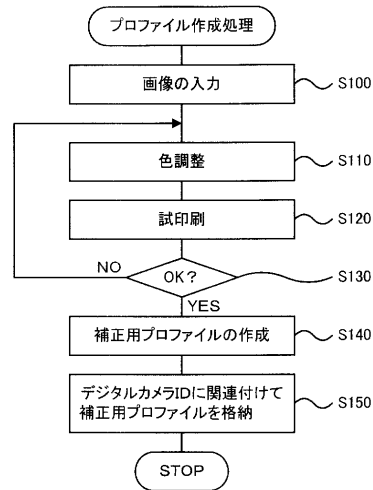 プロファイル作成処理
画像の入力
S100
色調整
S110
試印刷
S120
NO
OK?
S130
YES
補正用プロファイルの作成
S140
デジタルカメラIDに関連付けて
補正用プロファイルを格納
S150
STOP